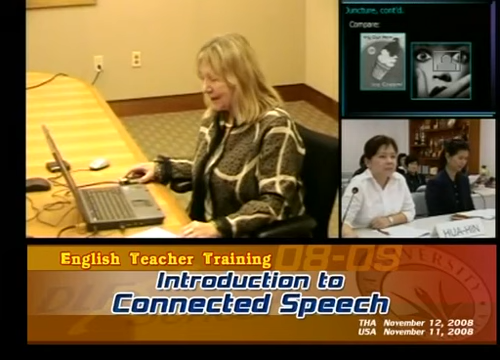 Juncture, cont'd.
Compare:
Ice Cream
HUA-HIN
English Teacher Training
08-09
Introduction to
Connected Speech
THA November 12, 2008
USA November 11, 2008